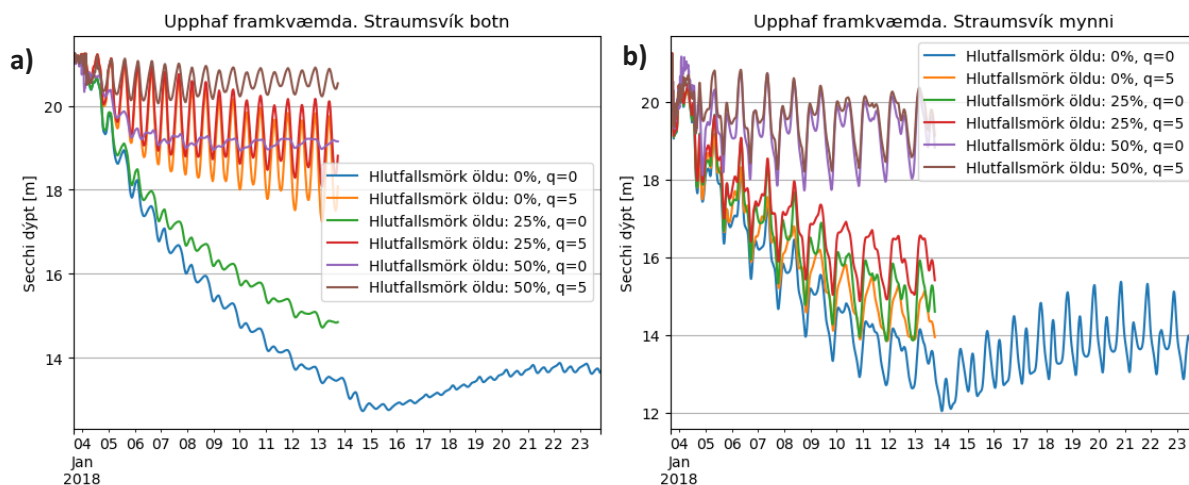 a)
Upphaf framkvæmda. Straumsvík botn
Secchi dýpt [m]
20
18
16
14
Hlutfallsmörk öldu: 0%, q=0
Hlutfallsmörk öldu: 0%, q=5
Hlutfallsmörk öldu: 25%, q=0
Hlutfallsmörk öldu: 25%, q=5
Hlutfallsmörk öldu: 50%, q=0
Hlutfallsmörk öldu: 50%, q=5
04 05 06 07 08 09 10 11 12 13 14 15 16 17 18 19 20 21 22 23
Jan
2018
b)
Upphaf framkvæmda. Straumsvík mynni
Secchi dýpt [m]
20
18
16
14
12
Hlutfallsmörk öldu: 0%, q=0
Hlutfallsmörk öldu: 0%, q=5
Hlutfallsmörk öldu: 25%, q=0
Hlutfallsmörk öldu: 25%, q=5
Hlutfallsmörk öldu: 50%, q=0
Hlutfallsmörk öldu: 50%, q=5
04 05 06 07 08 09 10 11 12 13 14 15 16 17 18 19 20 21 22 23
Jan
2018